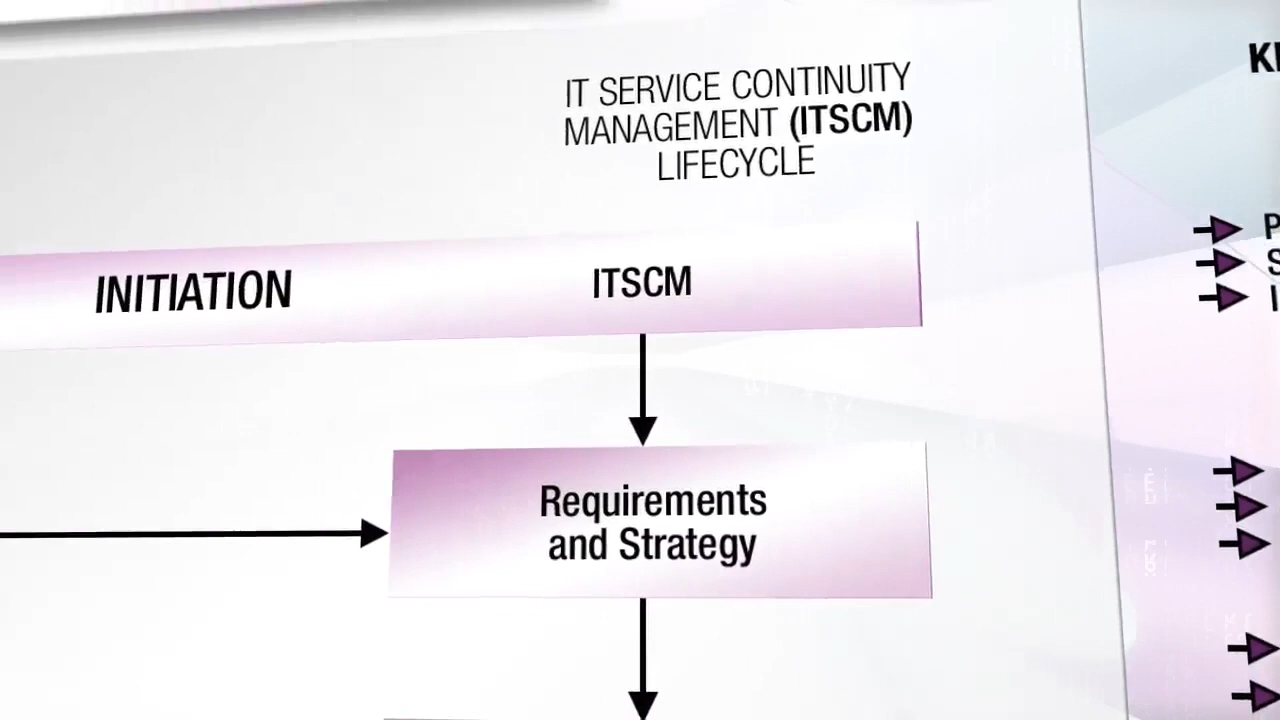 IT SERVICE CONTINUITY
MANAGEMENT (ITSCM)
LIFECYCLE
INITIATION
ITSCM
Requirements
and Strategy